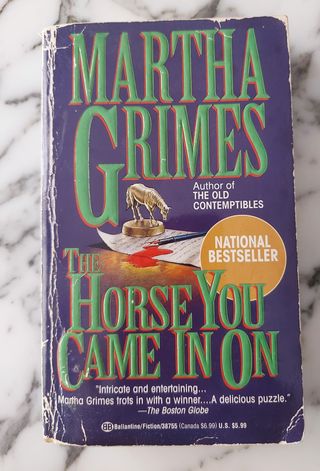 MARTHA
GRIMES
Author of
THE OLD
CONTEMPTIBLES
NATIONAL
BESTSELLER
THE
HORSE YOU
CAME IN ON
"Intricate and entertaining...
Martha Grimes trots in with a winner....A delicious puzzle."
—The Boston Globe
BB Ballantine/Fiction/38755 (Canada $6.99) U.S. $5.99